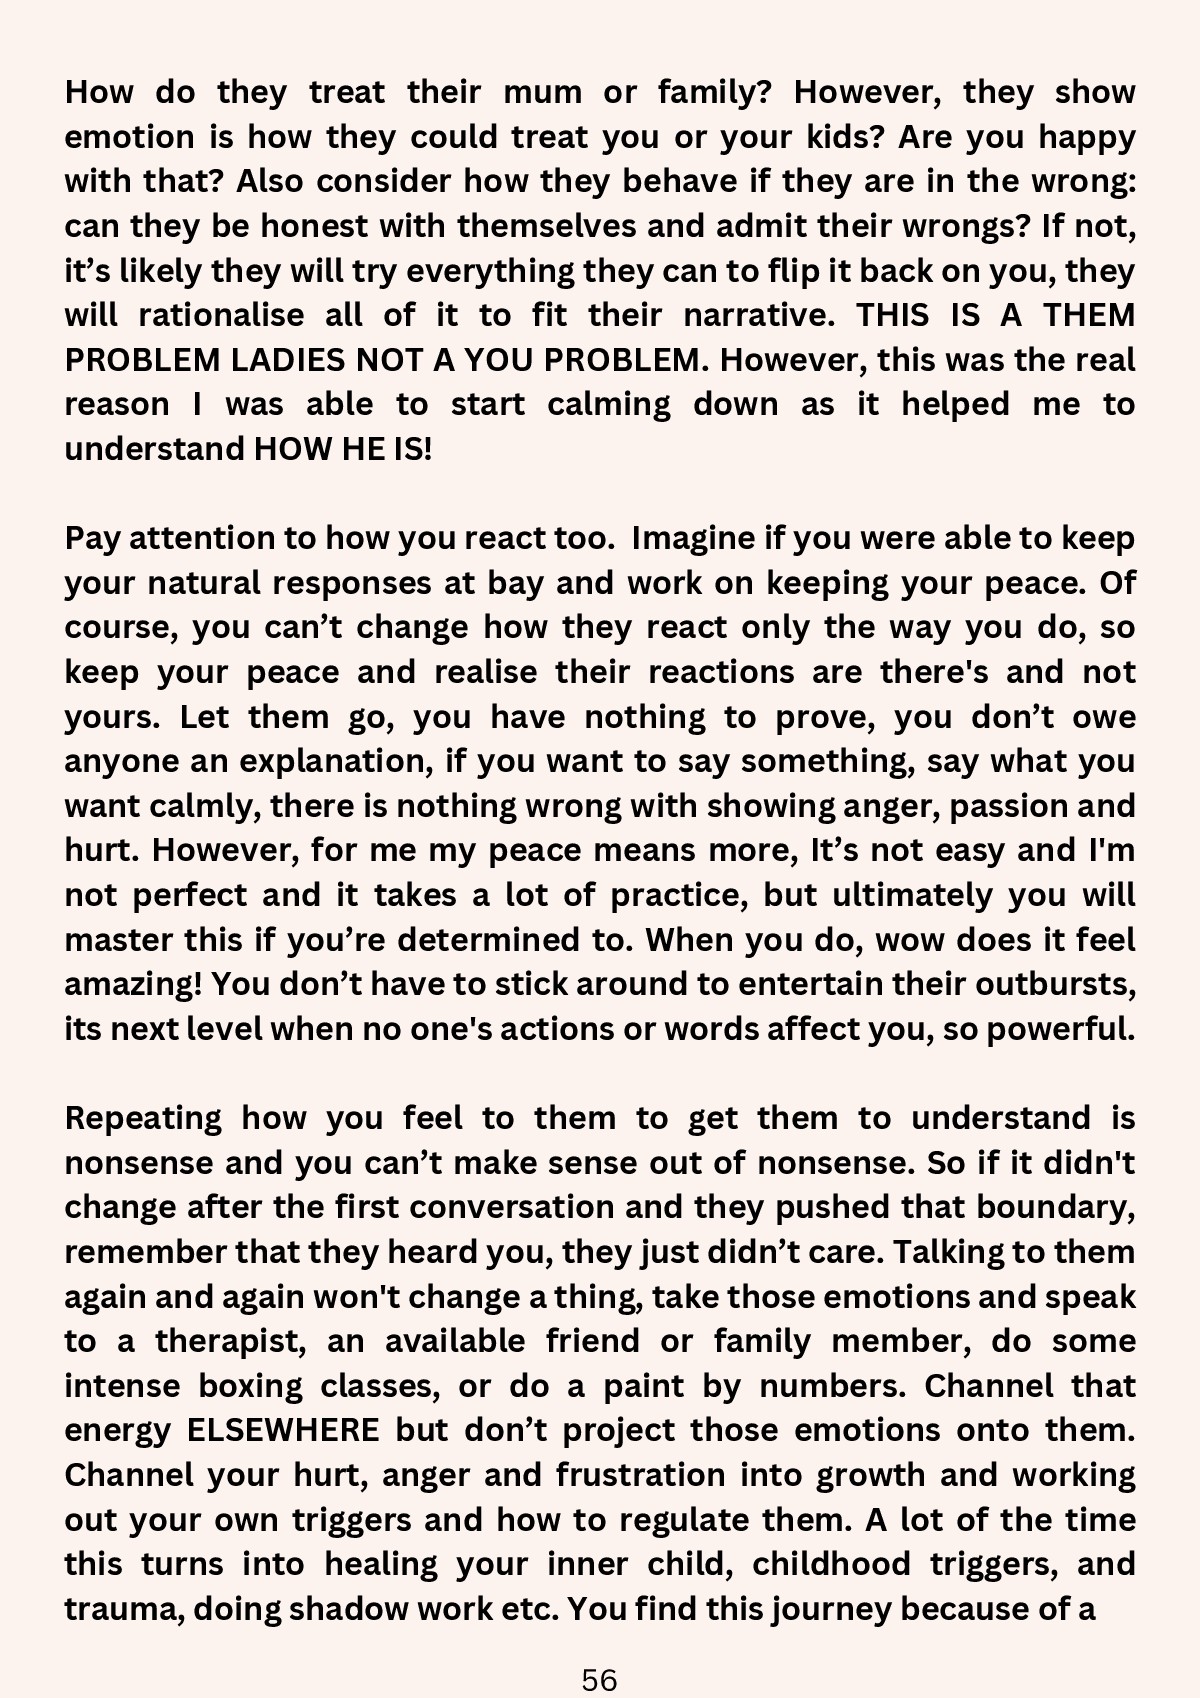 How do they treat their mum or family? However, they show
emotion is how they could treat you or your kids? Are you happy
with that? Also consider how they behave if they are in the wrong:
can they be honest with themselves and admit their wrongs? If not,
it’s likely they will try everything they can to flip it back on you, they
will rationalise all of it to fit their narrative. THIS IS A THEM
PROBLEM LADIES NOT A YOU PROBLEM. However, this was the real
reason I was able to start calming down as it helped me to
understand HOW HE IS!
Pay attention to how you react too.  Imagine if you were able to keep
your natural responses at bay and work on keeping your peace. Of
course, you can’t change how they react only the way you do, so
keep your peace and realise their reactions are there's and not
yours. Let them go, you have nothing to prove, you don’t owe
anyone an explanation, if you want to say something, say what you
want calmly, there is nothing wrong with showing anger, passion and
hurt. However, for me my peace means more, It’s not easy and I'm
not perfect and it takes a lot of practice, but ultimately you will
master this if you’re determined to. When you do, wow does it feel
amazing! You don’t have to stick around to entertain their outbursts,
its next level when no one's actions or words affect you, so powerful.
Repeating how you feel to them to get them to understand is
nonsense and you can’t make sense out of nonsense. So if it didn't
change after the first conversation and they pushed that boundary,
remember that they heard you, they just didn’t care. Talking to them
again and again won't change a thing, take those emotions and speak
to a therapist, an available friend or family member, do some
intense boxing classes, or do a paint by numbers. Channel that
energy ELSEWHERE but don’t project those emotions onto them.
Channel your hurt, anger and frustration into growth and working
out your own triggers and how to regulate them. A lot of the time
this turns into healing your inner child, childhood triggers, and
trauma, doing shadow work etc. You find this journey because of a
56